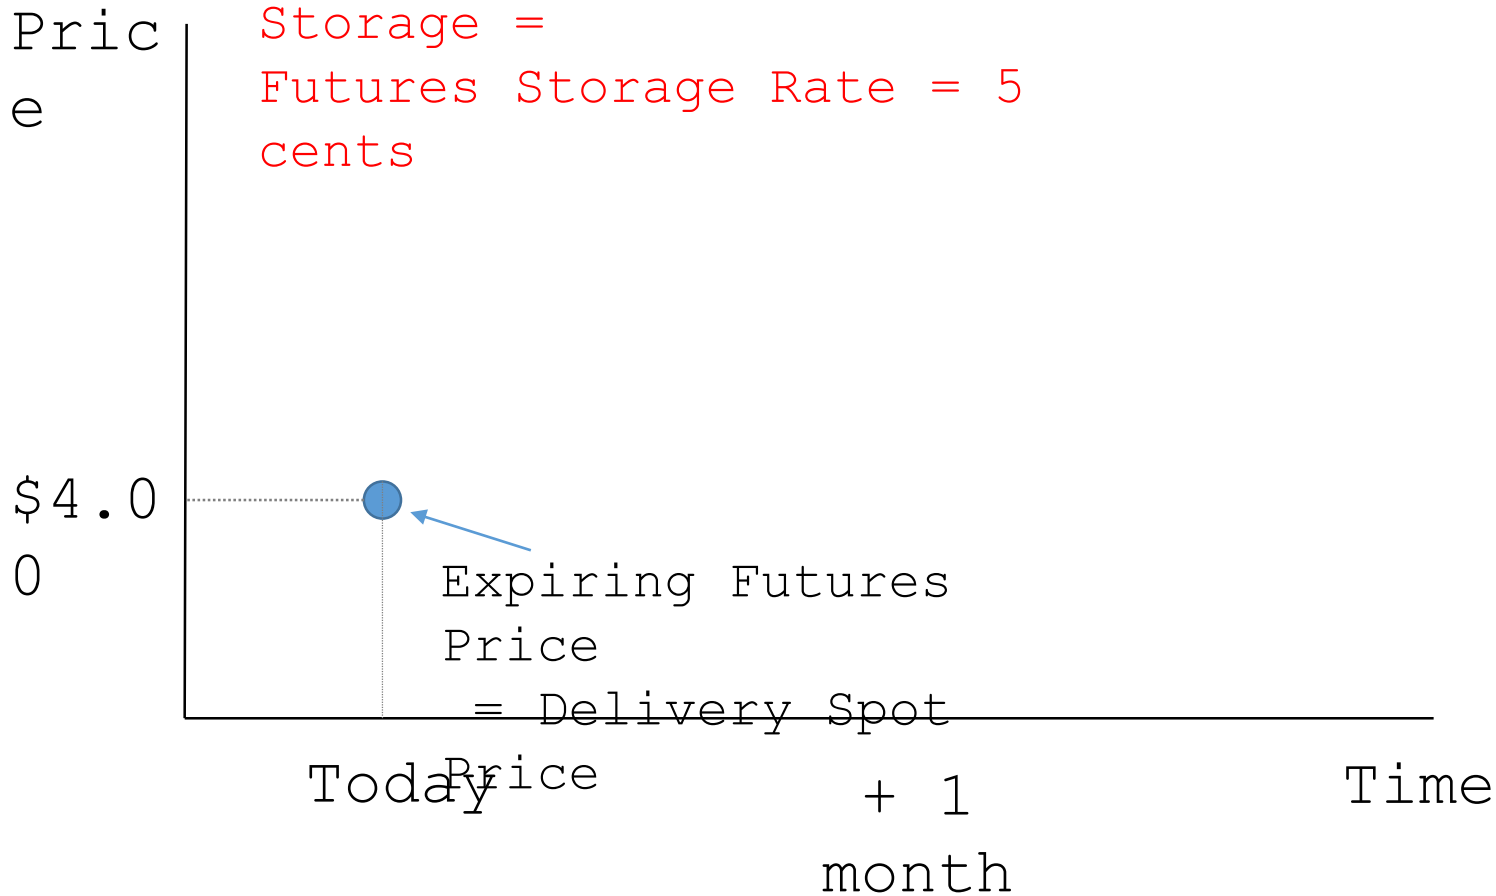 Pric
e
Storage =
Futures Storage Rate = 5
cents
$4.0
0
Expiring Futures
Price
= Delivery Spot
Price
Today
+ 1
month
Time